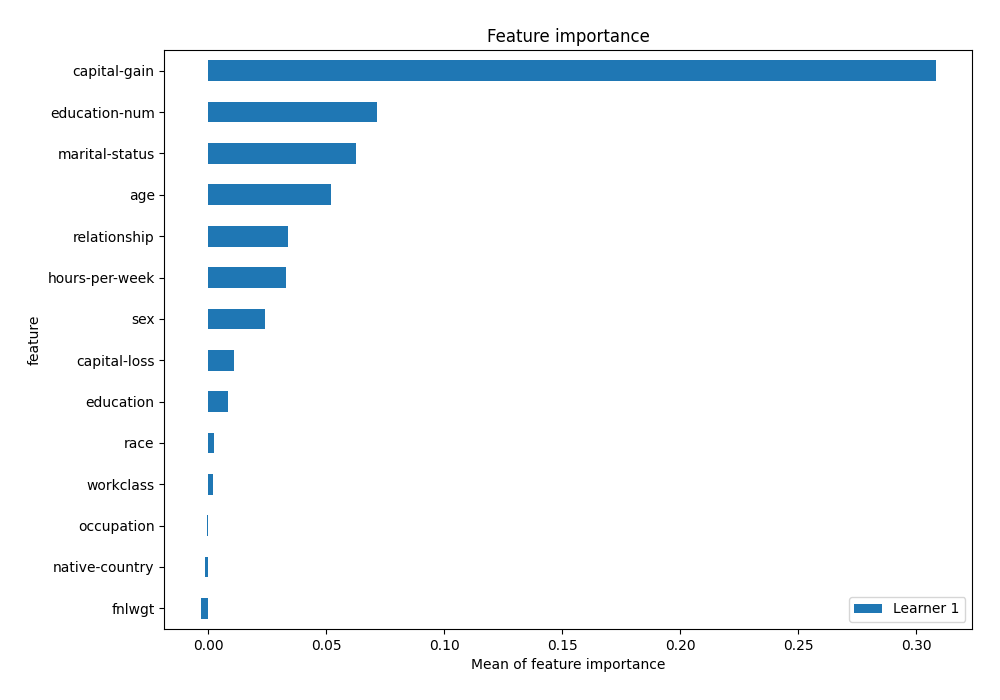 Feature importance
capital-gain
education-num
marital-status
age
relationship
hours-per-week
sex
capital-loss
education
race
workclass
occupation
native-country
fnlwgt
feature
Learner 1
0.00 0.05 0.10 0.15 0.20 0.25 0.30
Mean of feature importance